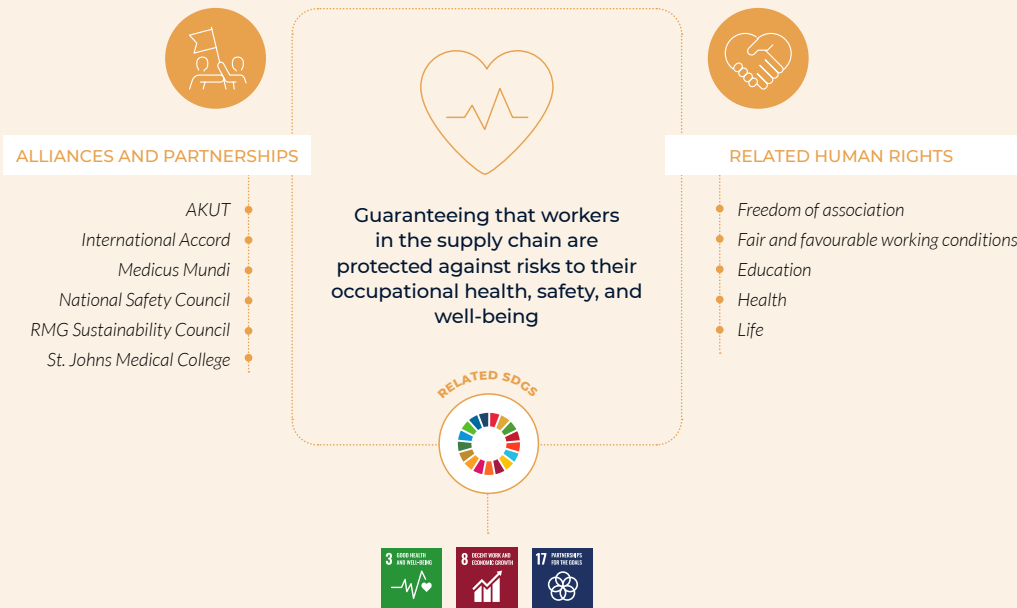 ALLIANCES AND PARTNERSHIPS
AKUT
International Accord
Medicus Mundi
National Safety Council
RMG Sustainability Council
St. Johns Medical College
Guaranteeing that workers
in the supply chain are
protected against risks to their
occupational health, safety, and
well-being
RELATED HUMAN RIGHTS
Freedom of association
Fair and favourable working conditions
Education
Health
Life
RELATED SDGS
3 GOOD HEALTH
AND WELL-BEING
8 DECENT WORK AND
ECONOMIC GROWTH
17 PARTNERSHIPS
FOR THE GOALS